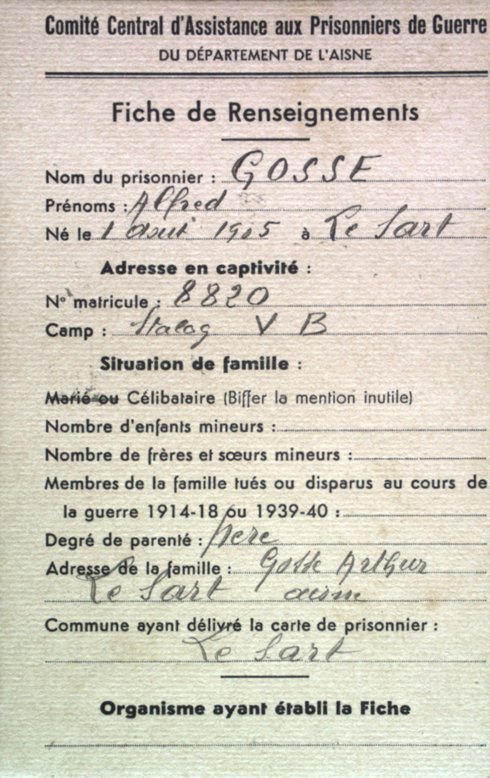 Comité Central d'Assistance aux Prisonniers de Guerre
DU DÉPARTEMENT DE L'AISNE
Fiche de Renseignements
Nom du prisonnier : GOSSE
Prénoms : Alfred
Né le 1 août 1905 à Le Sart
Adresse en captivité :
N° matricule : 8820
Camp : Stalag V B
Situation de famille :
Marié ou Célibataire (Biffer la mention inutile)
Nombre d'enfants mineurs :
Nombre de frères et sœurs mineurs :
Membres de la famille tués ou disparus au cours de
la guerre 1914-18 ou 1939-40 :
Degré de parenté : père
Adresse de la famille : Gosse Arthur
Le Sart aisne
Commune ayant délivré la carte de prisonnier :
Le Sart
Organisme ayant établi la Fiche